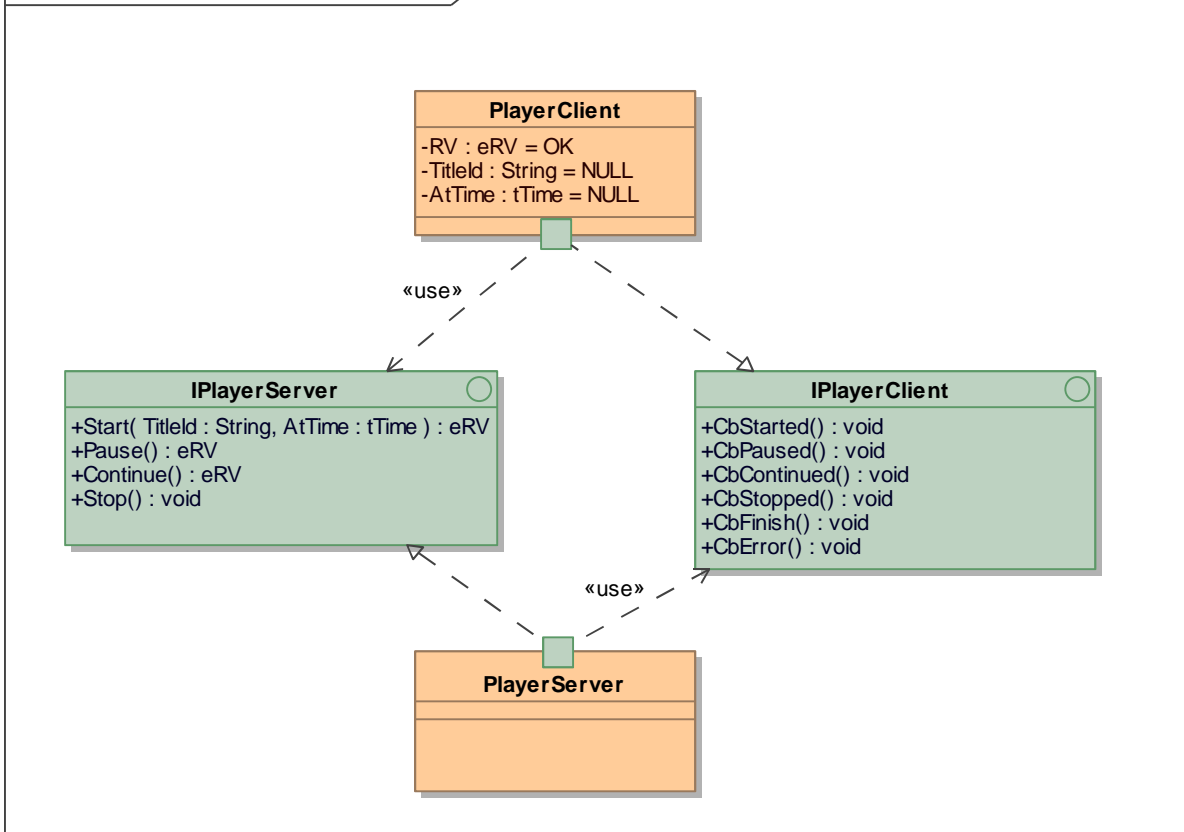 PlayerClient
-RV : eRV = OK
-TitleId : String = NULL
-AtTime : tTime = NULL
«use»
IPlayerServer
+Start( TitleId : String, AtTime : tTime ) : eRV
+Pause() : eRV
+Continue() : eRV
+Stop() : void
IPlayerClient
+CbStarted() : void
+CbPaused() : void
+CbContinued() : void
+CbStopped() : void
+CbFinish() : void
+CbError() : void
«use»
PlayerServer